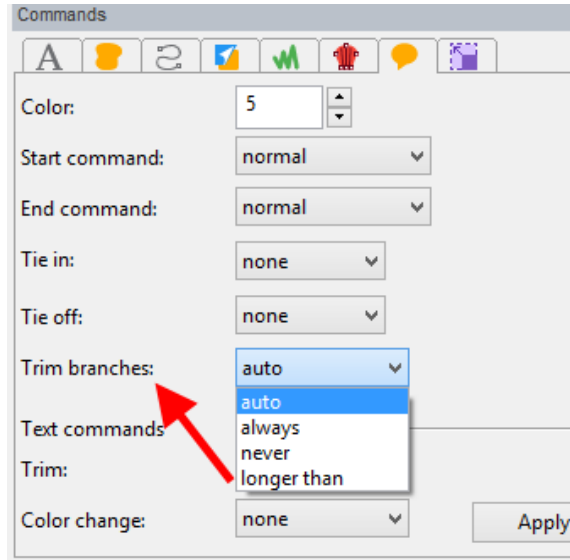 Commands
A
Color: 5
Start command: normal
End command: normal
Tie in: none
Tie off: none
Trim branches: auto
auto
Text commands
always
never
Trim:
longer than
Color change: none
Apply